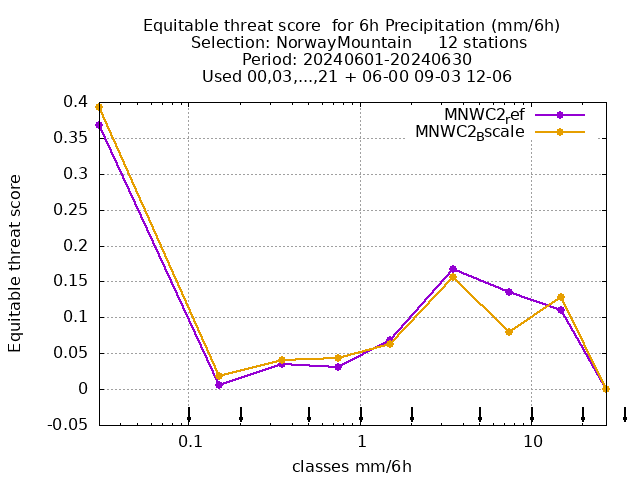 Equitable threat score  for 6h Precipitation (mm/6h)
Selection: NorwayMountain     12 stations
Period: 20240601-20240630
Used 00,03,...,21 + 06-00 09-03 12-06
MNWC2ref
MNWC2Bscale
Equitable threat score
0.4
0.35
0.3
0.25
0.2
0.15
0.1
0.05
0
-0.05
0.1
1
10
classes mm/6h